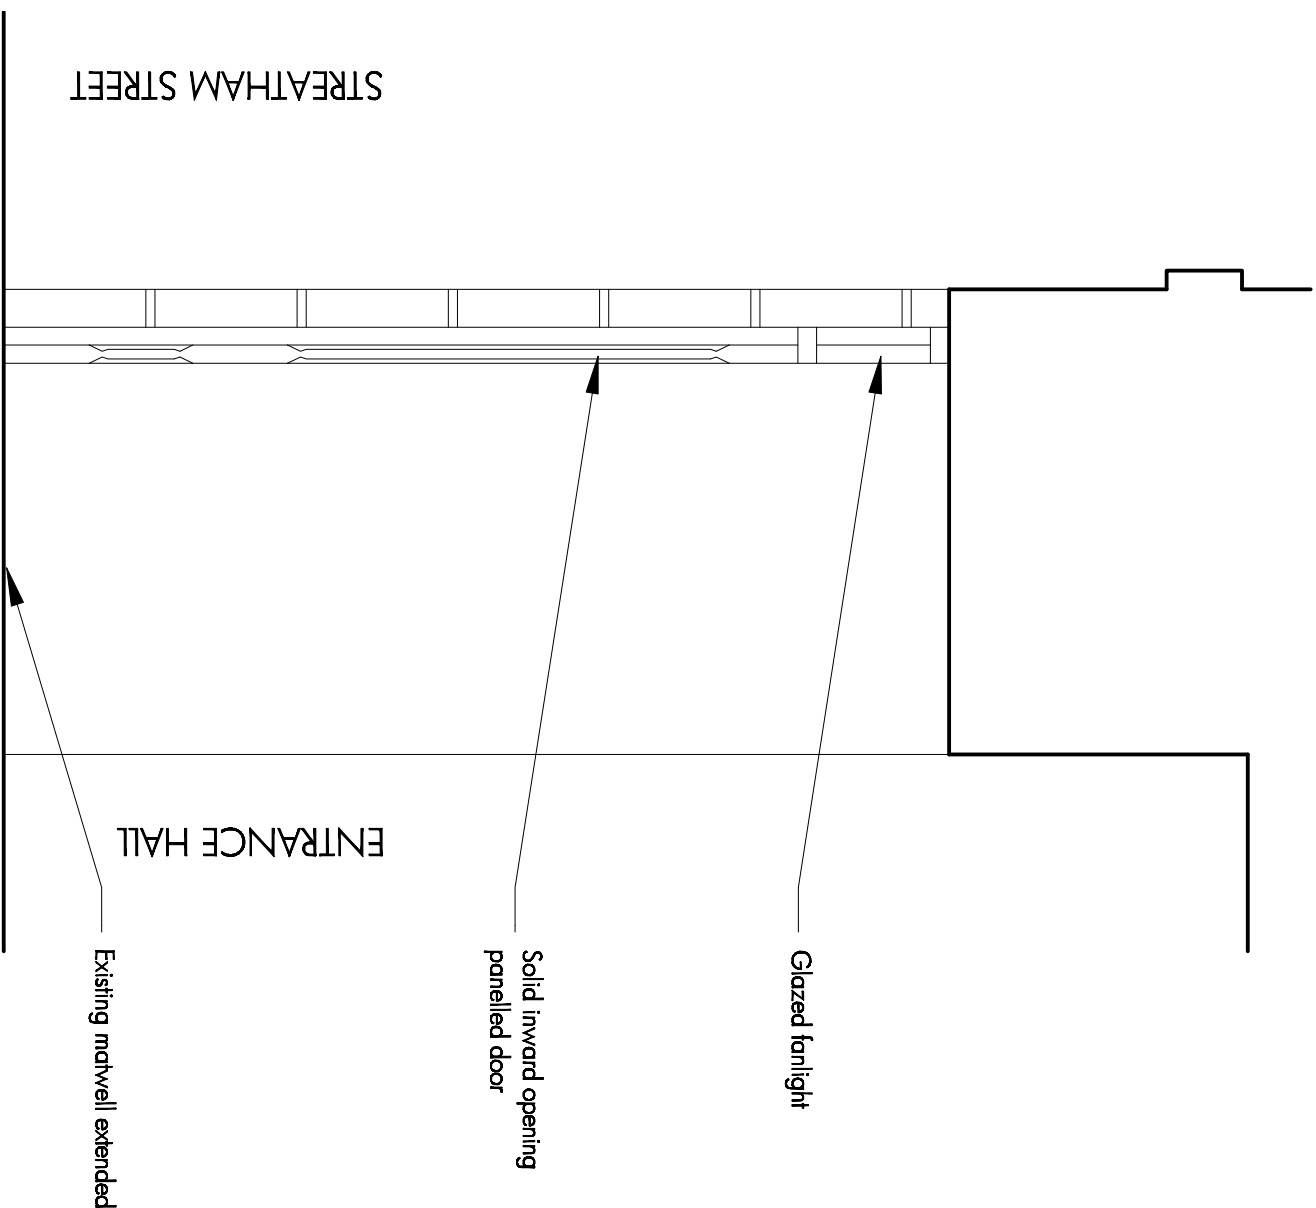 STREATHAM STREET
ENTRANCE HALL
Glazed fanlight
Solid inward opening
panelled door
Existing matwell extended